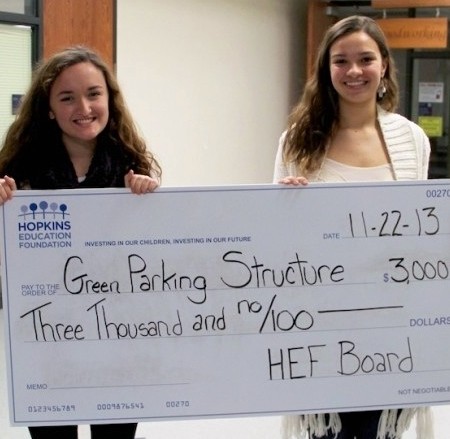 woodworking
00270
HOPKINS
EDUCATION
FOUNDATION
INVESTING IN OUR CHILDREN, INVESTING IN OUR FUTURE
DATE 11-22-13
PAY TO THE
ORDER OF Green Parking Structure $3,000
Three Thousand and no/100 DOLLARS
HEF Board
MEMO
NOT NEGOTIABLE
0123456789 0009876541 00270